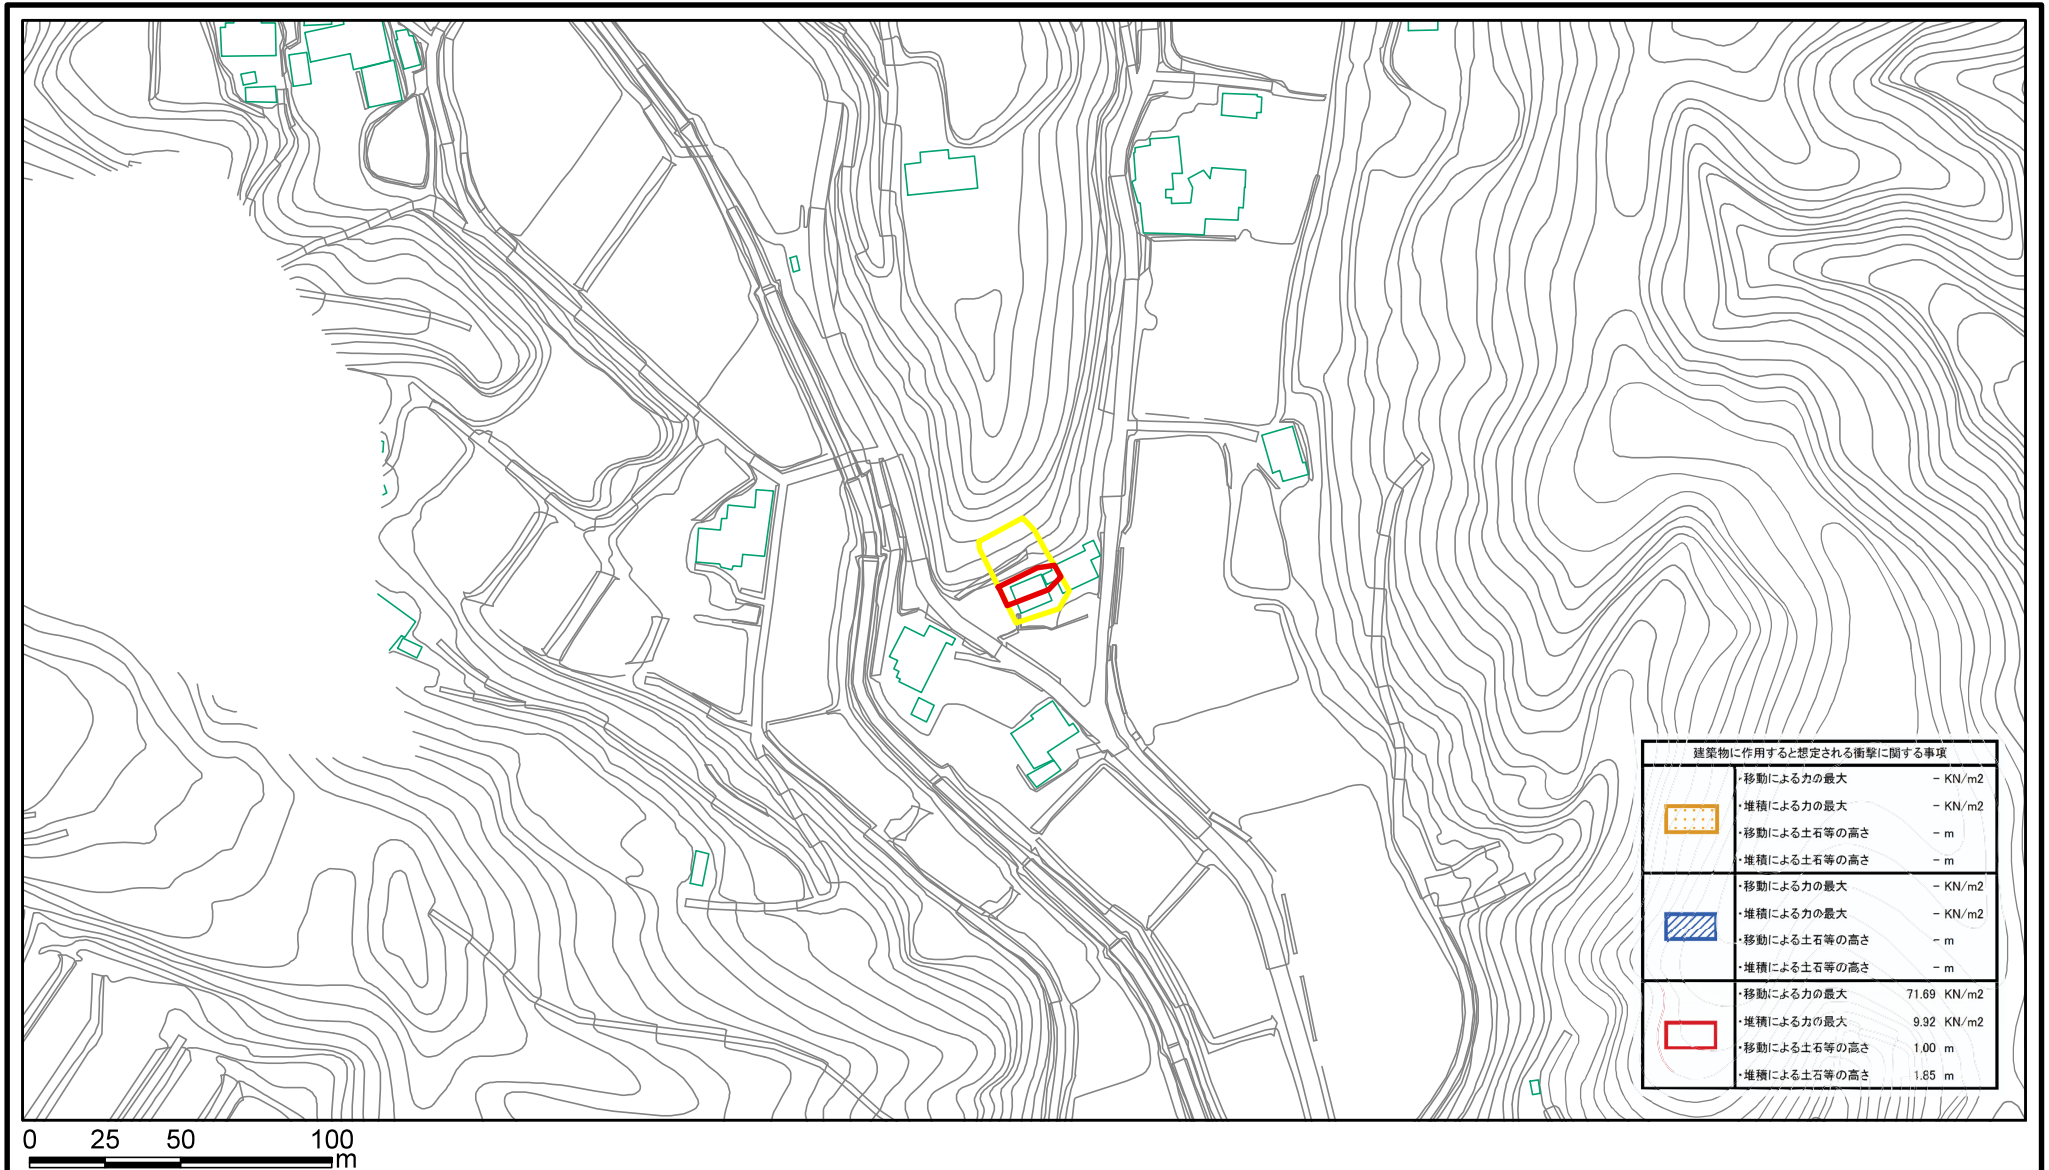 建築物に作用すると想定される衝撃に関する事項
・移動による力の最大 － KN/m2
・堆積による力の最大 － KN/m2
・移動による土石等の高さ － m
・堆積による土石等の高さ － m
・移動による力の最大 － KN/m2
・堆積による力の最大 － KN/m2
・移動による土石等の高さ － m
・堆積による土石等の高さ － m
・移動による力の最大 71.69 KN/m2
・堆積による力の最大 9.92 KN/m2
・移動による土石等の高さ 1.00 m
・堆積による土石等の高さ 1.85 m
0 25 50 100
m